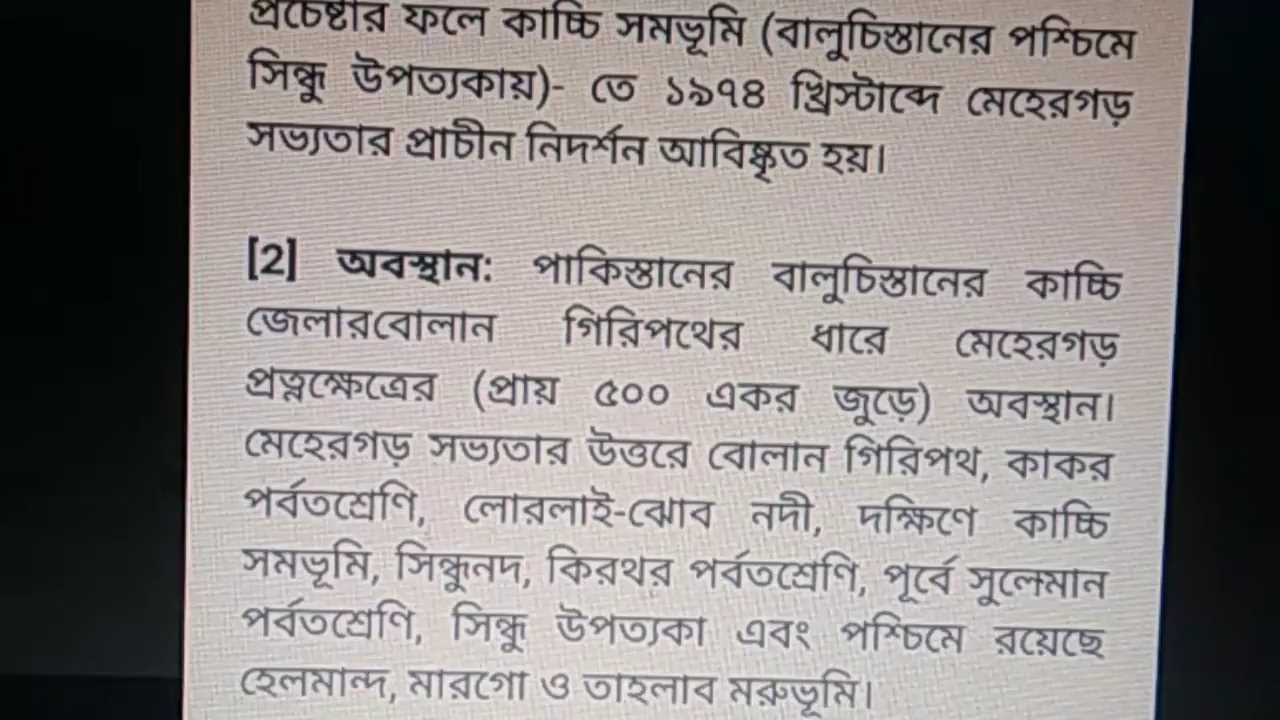 প্রচেষ্টার ফলে কাচ্চি সমভূমি (বালুচিস্তানের পশ্চিমে
সিন্ধু উপত্যকায়)- তে ১৯৭৪ খ্রিস্টাব্দে মেহেরগড়
সভ্যতার প্রাচীন নিদর্শন আবিষ্কৃত হয়।
[2] অবস্থান: পাকিস্তানের বালুচিস্তানের কাচ্চি
জেলারবোলান গিরিপথের ধারে মেহেরগড়
প্রত্নক্ষেত্রের (প্রায় ৫০০ একর জুড়ে) অবস্থান।
মেহেরগড় সভ্যতার উত্তরে বোলান গিরিপথ, কাকর
পর্বতশ্রেণি, লোরলাই-ঝোব নদী, দক্ষিণে কাচ্চি
সমভূমি, সিন্ধুনদ, কিরথর পর্বতশ্রেণি, পূর্বে সুলেমান
পর্বতশ্রেণি, সিন্ধু উপত্যকা এবং পশ্চিমে রয়েছে
হেলমান্দ, মারগো ও তাহলাব মরুভূমি।